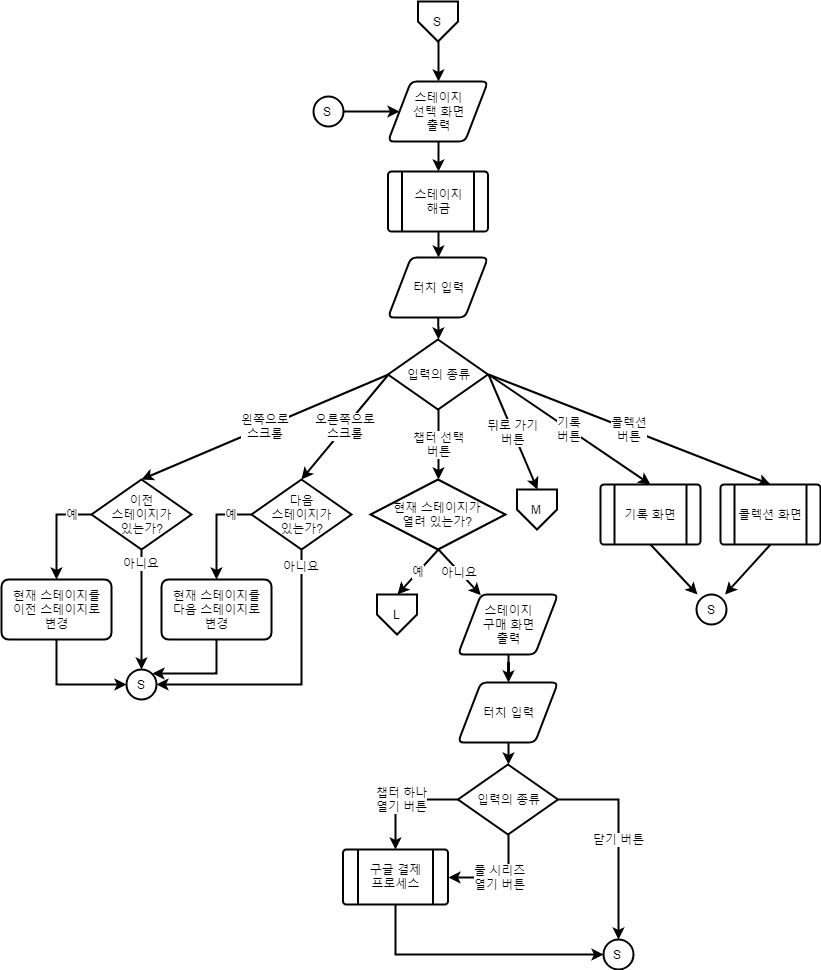 S
스테이지
선택 화면
출력
S
스테이지
해금
터치 입력
입력의 종류
왼쪽으로
스크롤
오른쪽으로
스크롤
챕터 선택
버튼
뒤로 가기
버튼
기록
버튼
콜렉션
버튼
이전
스테이지가
있는가?
다음
스테이지가
있는가?
현재 스테이지가
열려 있는가?
M
기록 화면
콜렉션 화면
예
아니요
예
아니요
예
아니요
현재 스테이지를
이전 스테이지로
변경
현재 스테이지를
다음 스테이지로
변경
L
스테이지
구매 화면
출력
S
S
터치 입력
입력의 종류
챕터 하나
열기 버튼
닫기 버튼
풀 시리즈
열기 버튼
구글 결제
프로세스
S